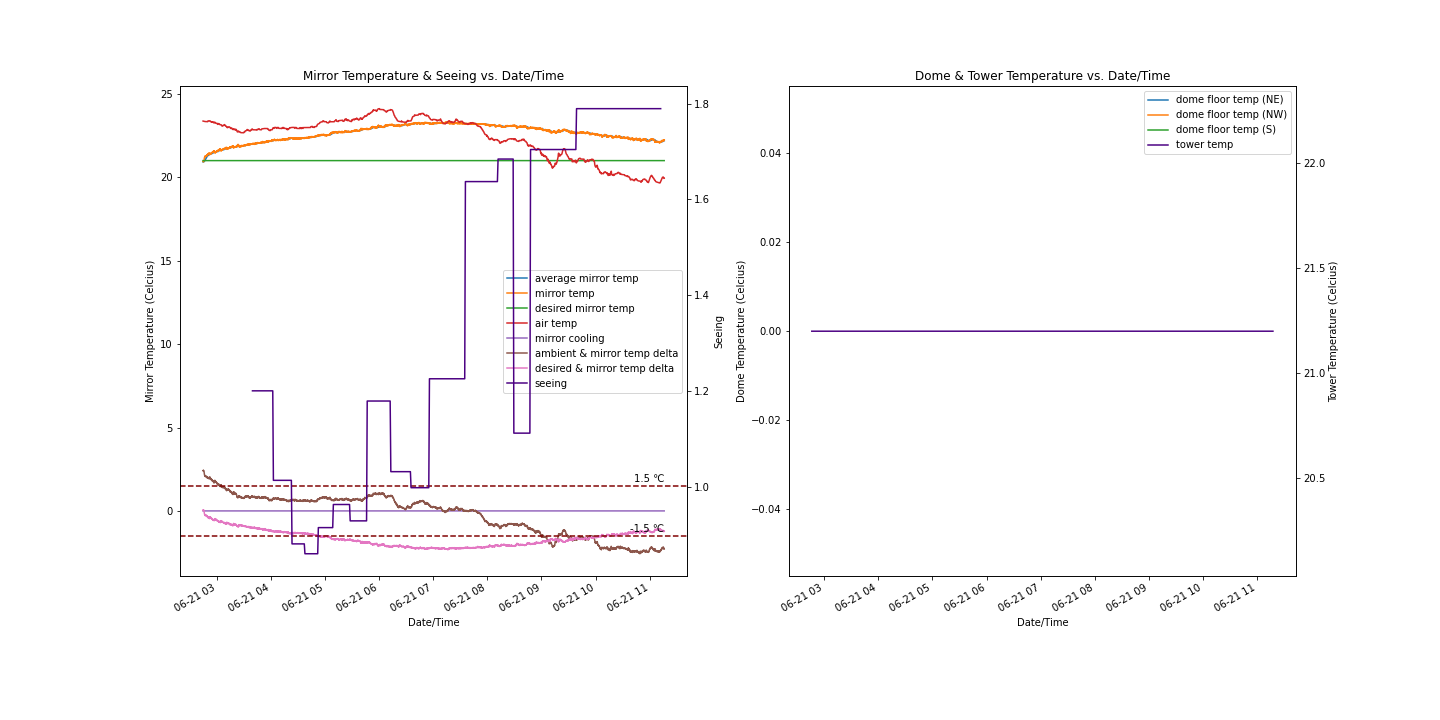 Mirror Temperature & Seeing vs. Date/Time
25
20
15
10
5
0
Mirror Temperature (Celcius)
1.8
1.6
1.4
1.2
1.0
Seeing
average mirror temp
mirror temp
desired mirror temp
air temp
mirror cooling
ambient & mirror temp delta
desired & mirror temp delta
seeing
1.5 °C
-1.5 °C
06-21 03
06-21 04
06-21 05
06-21 06
06-21 07
06-21 08
06-21 09
06-21 10
06-21 11
Date/Time
Dome & Tower Temperature vs. Date/Time
0.04
0.02
0.00
−0.02
−0.04
Dome Temperature (Celcius)
dome floor temp (NE)
dome floor temp (NW)
dome floor temp (S)
tower temp
22.0
21.5
21.0
20.5
Tower Temperature (Celcius)
06-21 03
06-21 04
06-21 05
06-21 06
06-21 07
06-21 08
06-21 09
06-21 10
06-21 11
Date/Time